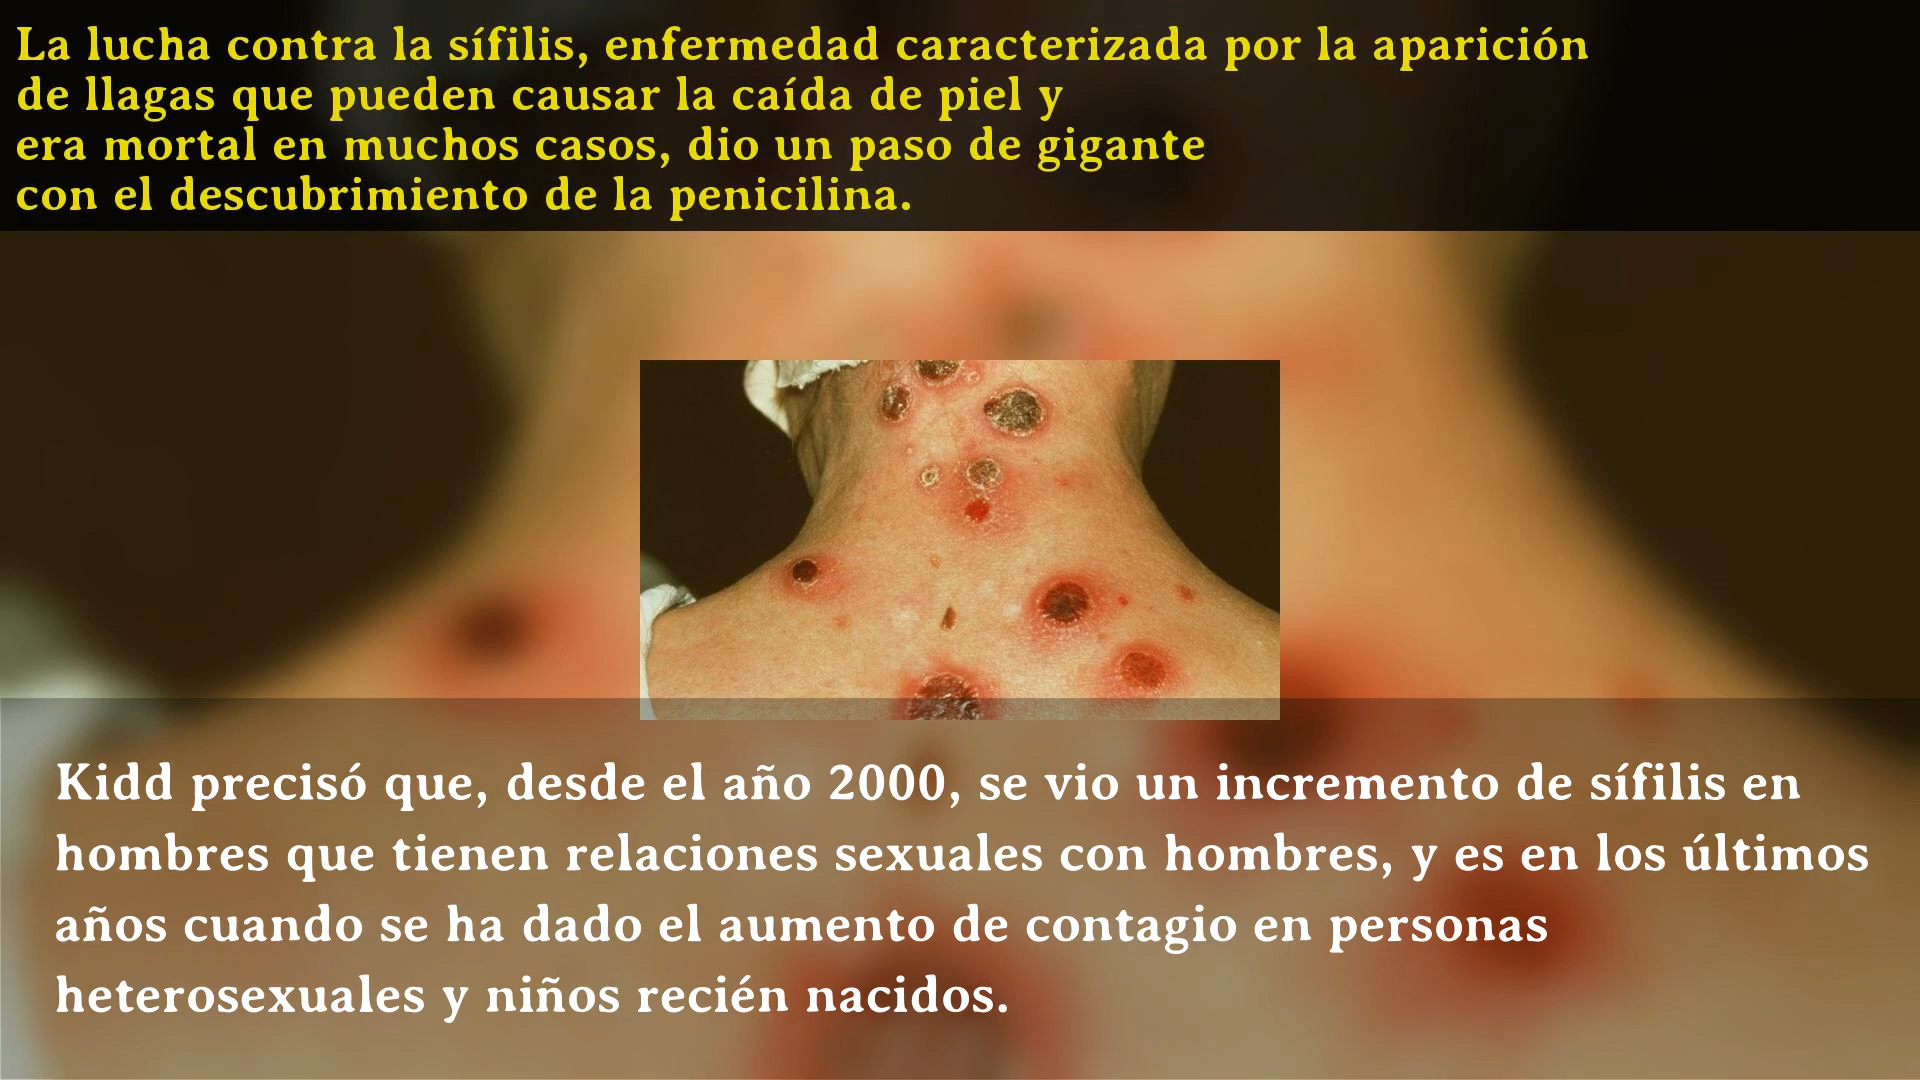 La lucha contra la sífilis, enfermedad caracterizada por la aparición
de llagas que pueden causar la caída de piel y
era mortal en muchos casos, dio un paso de gigante
con el descubrimiento de la penicilina.
Kidd precisó que, desde el año 2000, se vio un incremento de sífilis en
hombres que tienen relaciones sexuales con hombres, y es en los últimos
años cuando se ha dado el aumento de contagio en personas
heterosexuales y niños recién nacidos.